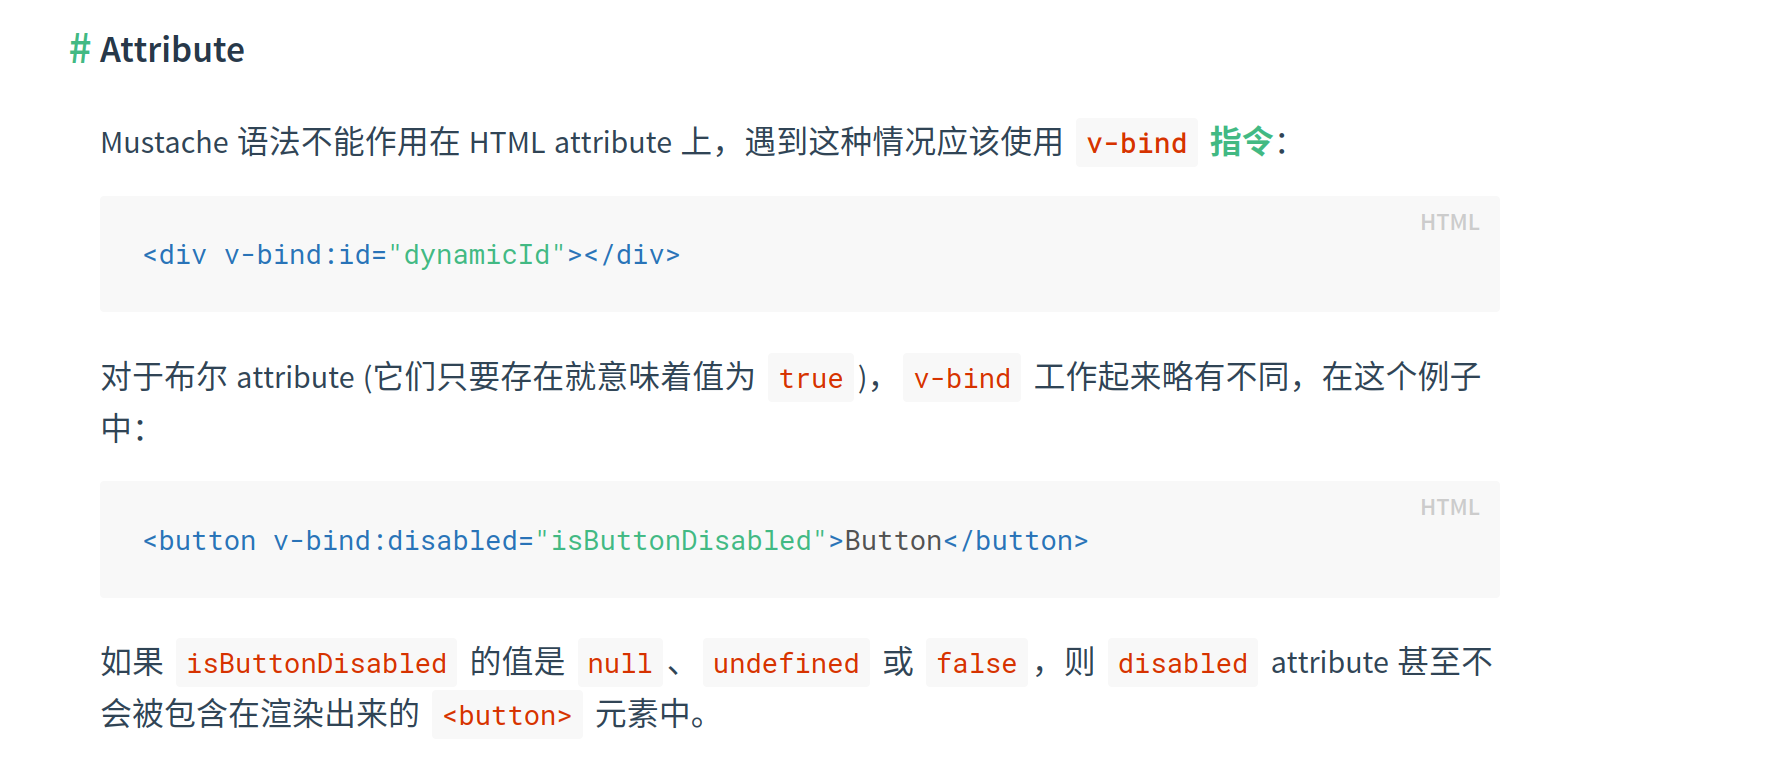 # Attribute
Mustache 语法不能作用在 HTML attribute 上，遇到这种情况应该使用 v-bind 指令：
HTML
<div v-bind:id="dynamicId"></div>
对于布尔 attribute (它们只要存在就意味着值为 true )， v-bind 工作起来略有不同，在这个例子
中：
HTML
<button v-bind:disabled="isButtonDisabled">Button</button>
如果 isButtonDisabled 的值是 null 、 undefined 或 false ，则 disabled attribute 甚至不
会被包含在渲染出来的 <button> 元素中。